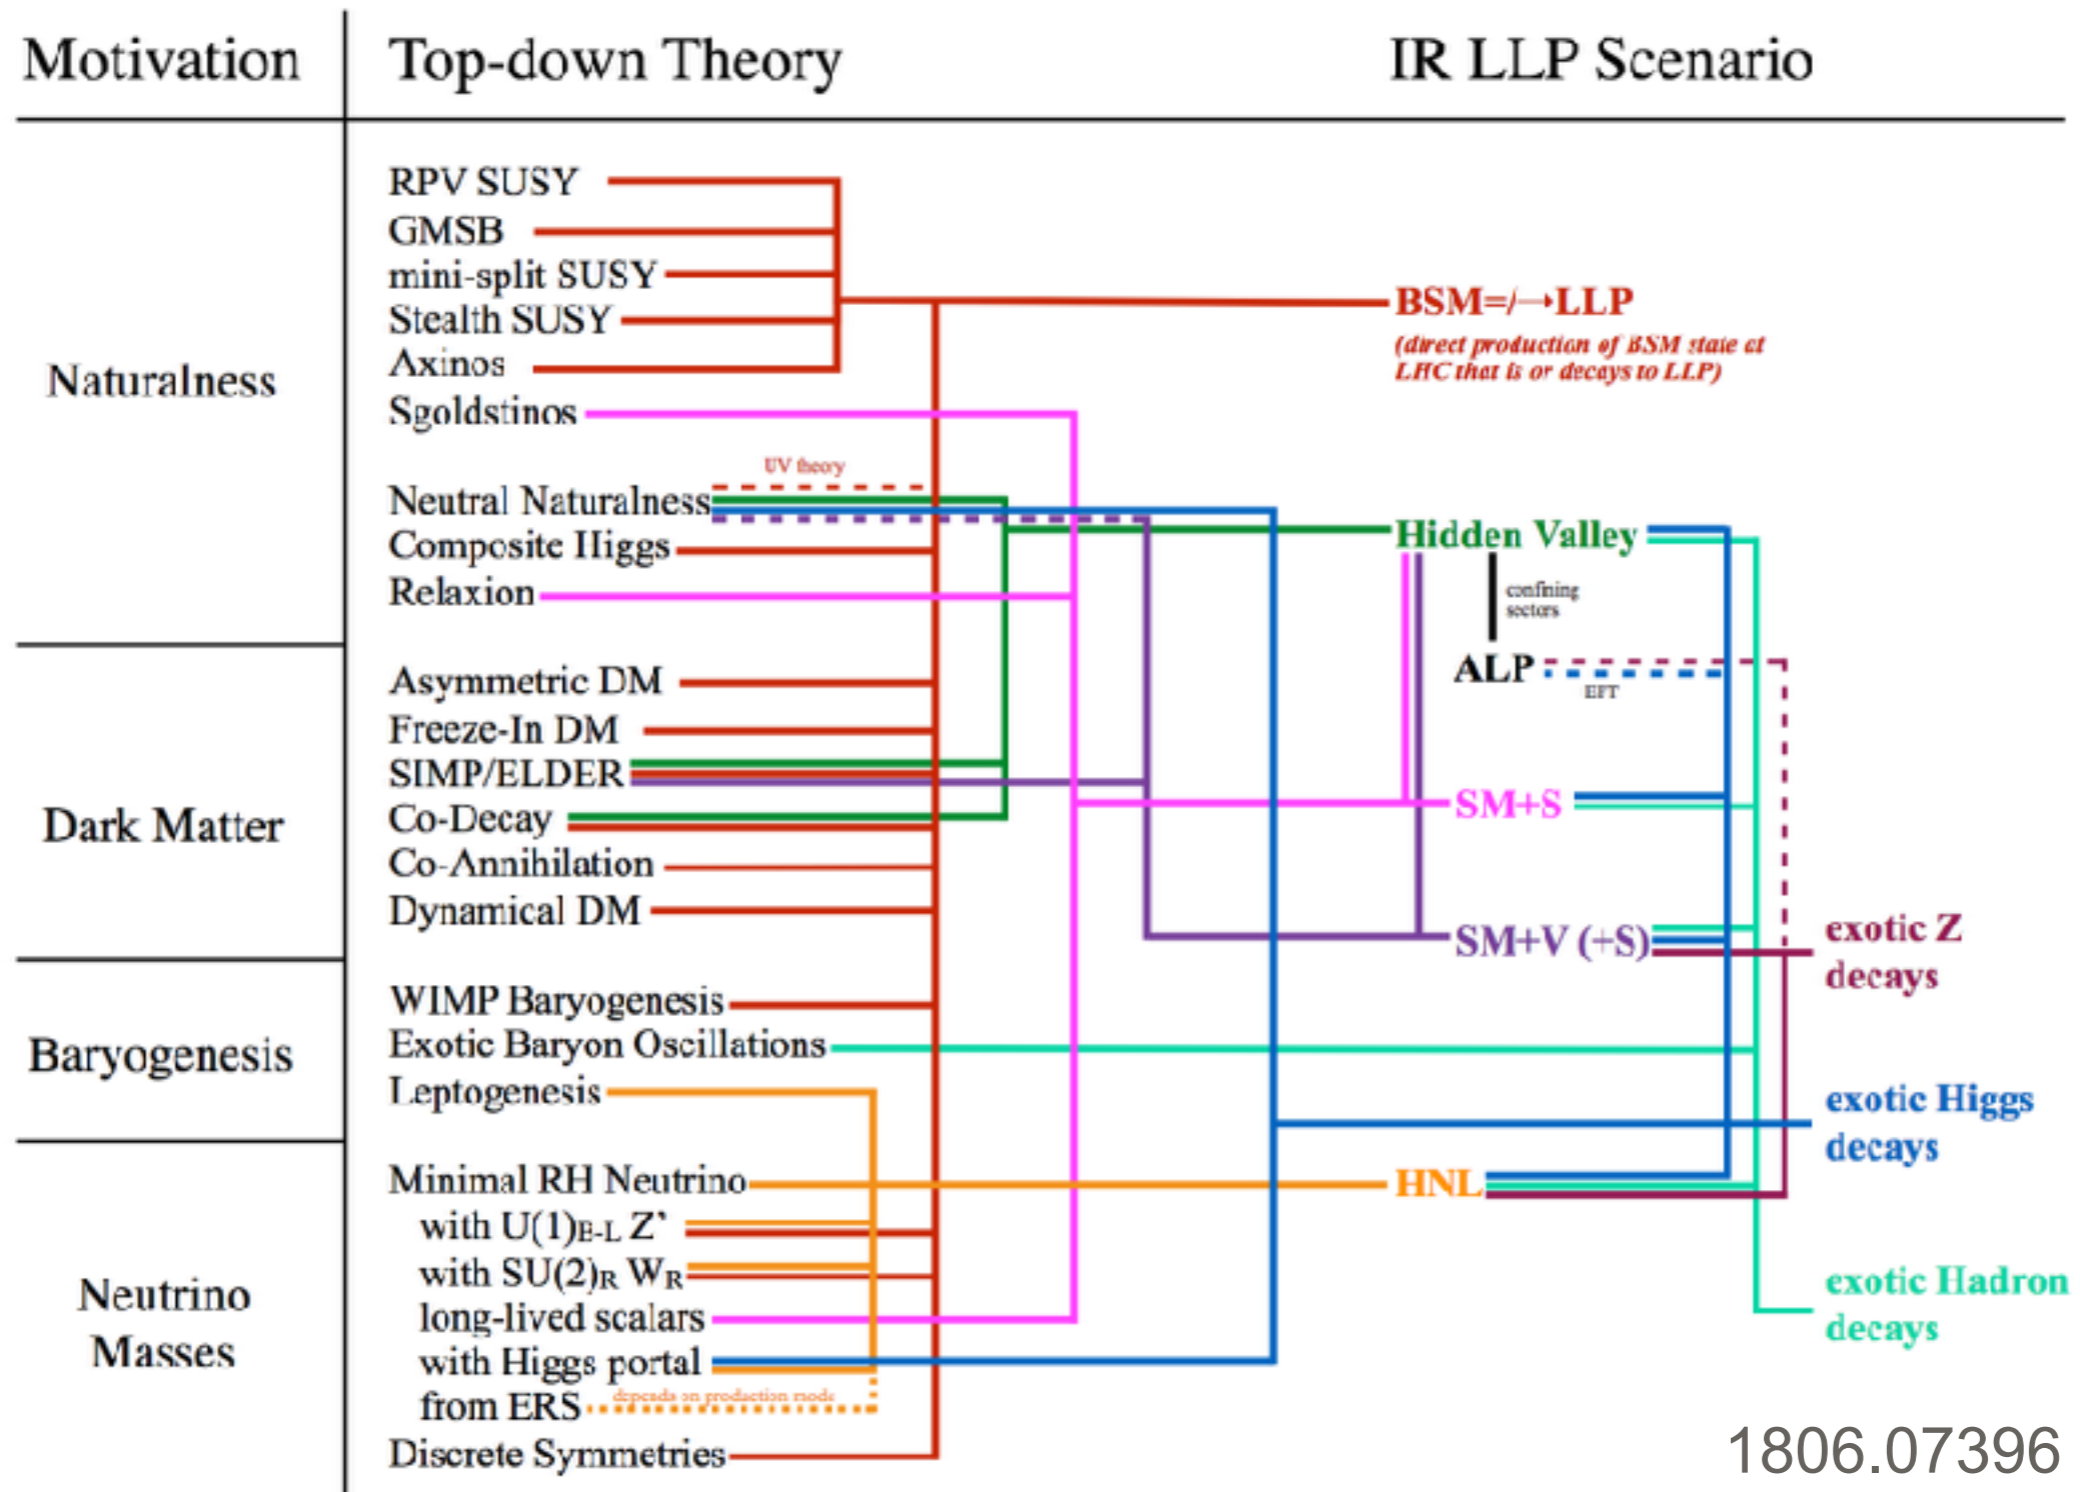 Motivation
Top-down Theory
IR LLP Scenario
Naturalness
RPV SUSY
GMSB
mini-split SUSY
Stealth SUSY
Axinos
Sgoldstinos
UV theory
Neutral Naturalness
Composite Higgs
Relaxion
BSM=/→LLP
(direct production of BSM state at
LHC that is or decays to LLP)
Hidden Valley
confining
sectors
ALP
EFT
Dark Matter
Asymmetric DM
Freeze-In DM
SIMP/ELDER
Co-Decay
Co-Annihilation
Dynamical DM
SM+S
SM+V (+S)
exotic Z
decays
Baryogenesis
WIMP Baryogenesis
Exotic Baryon Oscillations
Leptogenesis
exotic Higgs
decays
Neutrino
Masses
Minimal RH Neutrino
with U(1)B-L Z'
with SU(2)R WR
long-lived scalars
with Higgs portal
depends on production mode
from ERS
Discrete Symmetries
HNL
exotic Hadron
decays
1806.07396